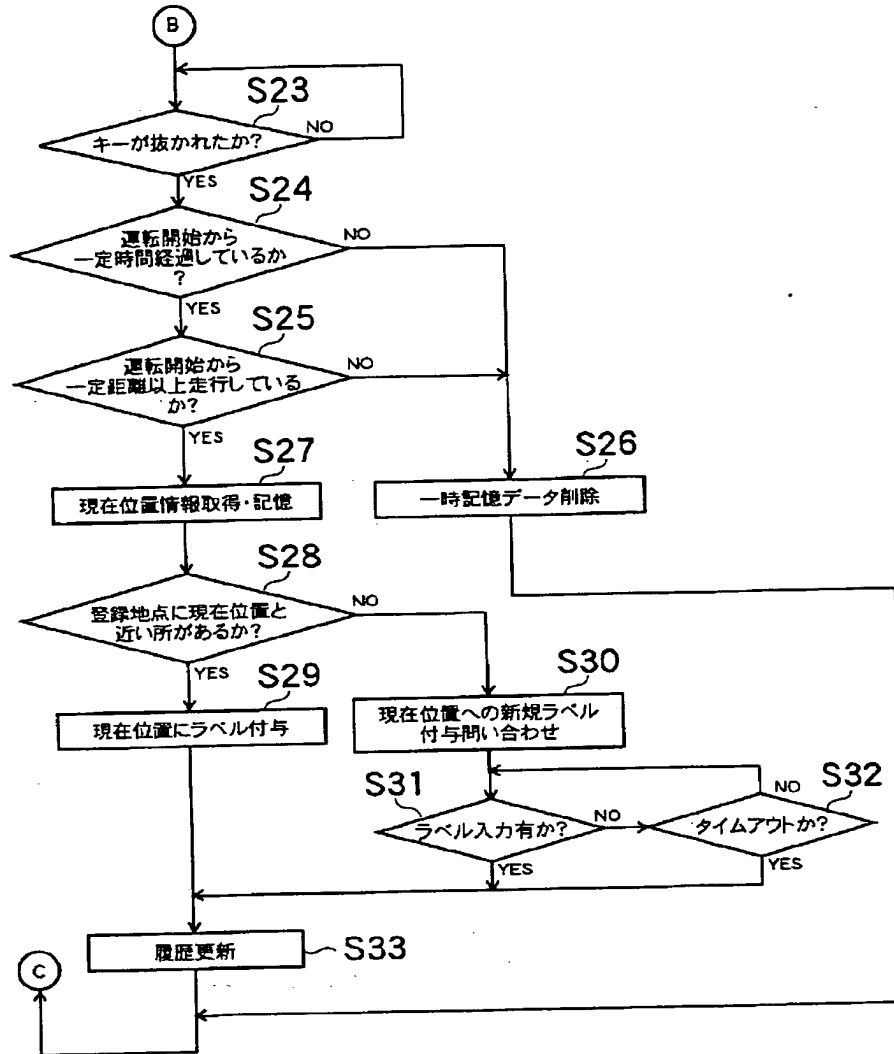 B
S23
キーが抜かれたか?
NO
YES
S24
運転開始から
一定時間経過しているか
?
NO
YES
S25
運転開始から
一定距離以上走行している
か?
NO
YES
S27
現在位置情報取得・記憶
S26
一時記憶データ削除
S28
登録地点に現在位置と
近い所があるか?
NO
YES
S29
現在位置にラベル付与
S30
現在位置への新規ラベル
付与問い合わせ
S31
ラベル入力有か?
NO
YES
S32
タイムアウトか?
NO
YES
履歴更新
S33
C